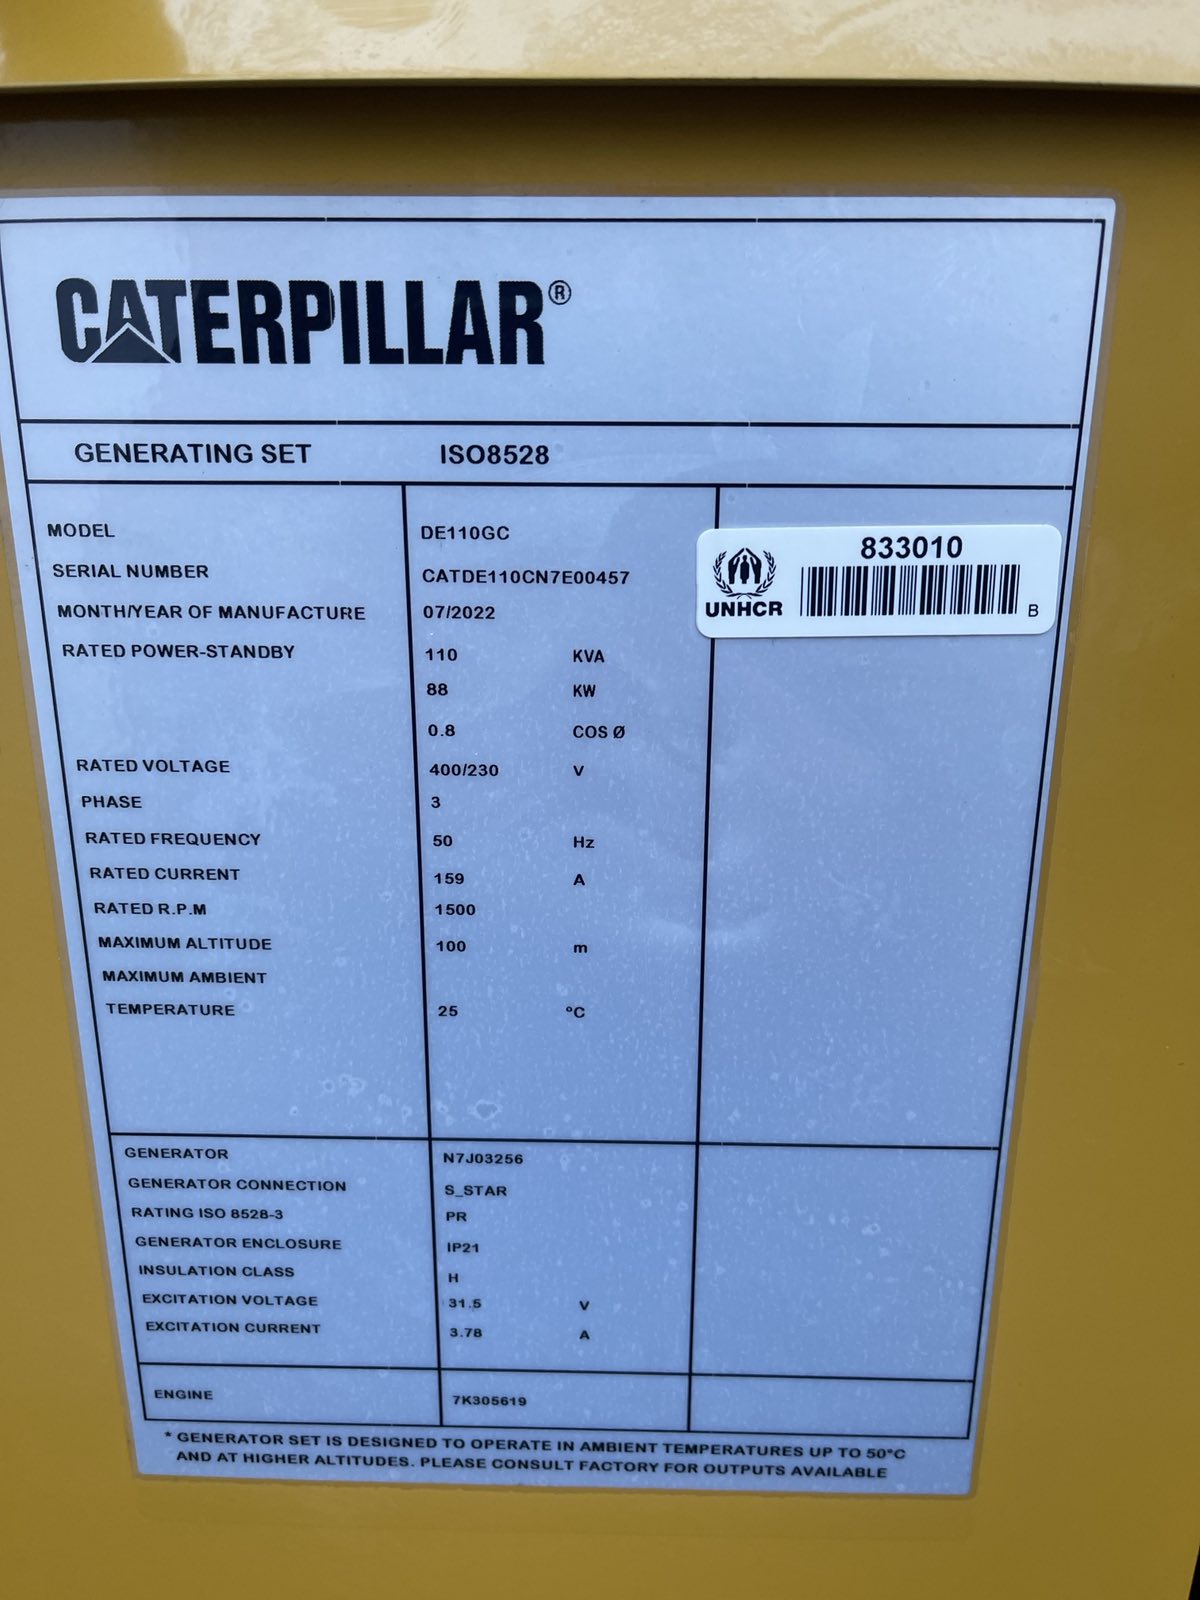 CATERPILLAR®
GENERATING SET ISO8528
MODEL DE110GC
SERIAL NUMBER CATDE110CN7E00457
MONTH/YEAR OF MANUFACTURE 07/2022
RATED POWER-STANDBY 110 KVA
88 KW
0.8 COS Ø
RATED VOLTAGE 400/230 V
PHASE 3
RATED FREQUENCY 50 Hz
RATED CURRENT 159 A
RATED R.P.M 1500
MAXIMUM ALTITUDE 100 m
MAXIMUM AMBIENT
TEMPERATURE 25 °C
833010
UNHCR B
GENERATOR N7J03256
GENERATOR CONNECTION S_STAR
RATING ISO 8528-3 PR
GENERATOR ENCLOSURE IP21
INSULATION CLASS H
EXCITATION VOLTAGE 31.5 V
EXCITATION CURRENT 3.78 A
ENGINE 7K305619
* GENERATOR SET IS DESIGNED TO OPERATE IN AMBIENT TEMPERATURES UP TO 50°C
AND AT HIGHER ALTITUDES. PLEASE CONSULT FACTORY FOR OUTPUTS AVAILABLE